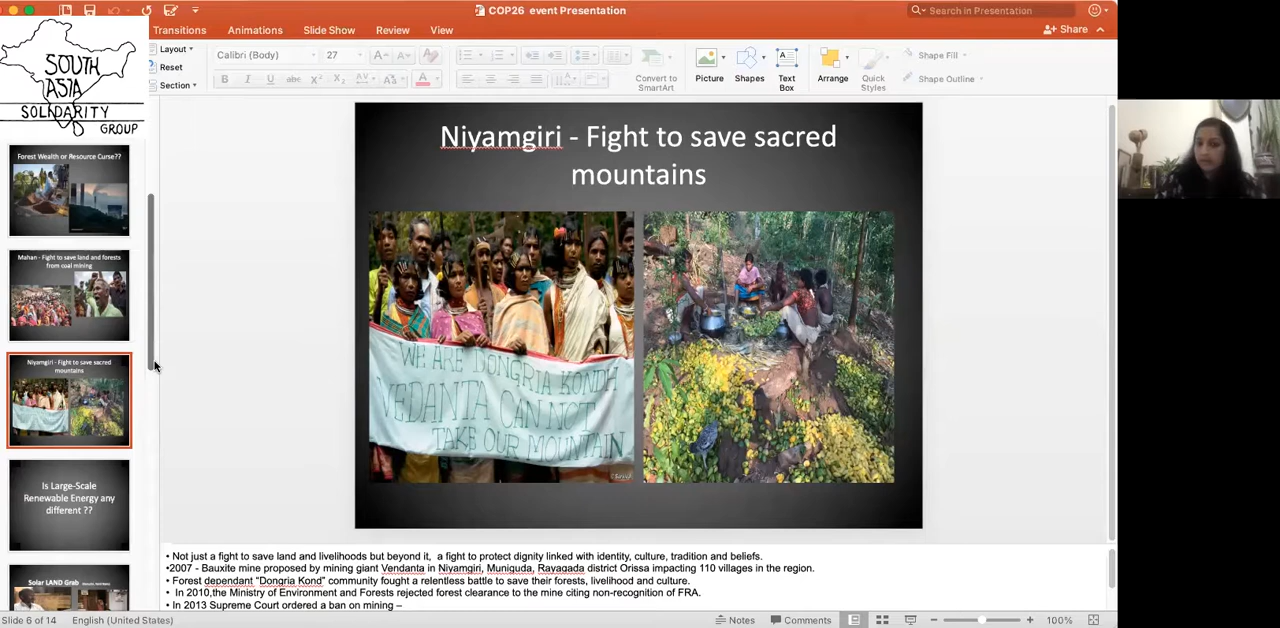 COP26 event Presentation
Search in Presentation
Transitions
Animations
Slide Show
Review
View
Share
SOUTH
ASIA
SOLIDARITY
GROUP
Layout
Reset
Section
Calibri (Body)
27
Convert to
SmartArt
Picture
Shapes
Text
Box
Arrange
Quick
Styles
Shape Fill
Shape Outline
Forest Wealth or Resource Curse??
Mahan - Fight to save land and forests
from coal mining
Niyamgiri - Fight to save sacred
mountains
Is Large-Scale
Renewable Energy any
different ??
Solar LAND Grab
Niyamgiri - Fight to save sacred
mountains
WE ARE DONGRIA KONDH
VEDANTA CAN NOT
TAKE OUR MOUNTAIN
• Not just a fight to save land and livelihoods but beyond it, a fight to protect dignity linked with identity, culture, tradition and beliefs.
•2007 - Bauxite mine proposed by mining giant Vendanta in Niyamgiri, Muniguda, Rayagada district Orissa impacting 110 villages in the region.
• Forest dependant “Dongria Kond” community fought a relentless battle to save their forests, livelihood and culture.
• In 2010,the Ministry of Environment and Forests rejected forest clearance to the mine citing non-recognition of FRA.
• In 2013 Supreme Court ordered a ban on mining –
Slide 6 of 14
English (United States)
Notes
Comments
100%